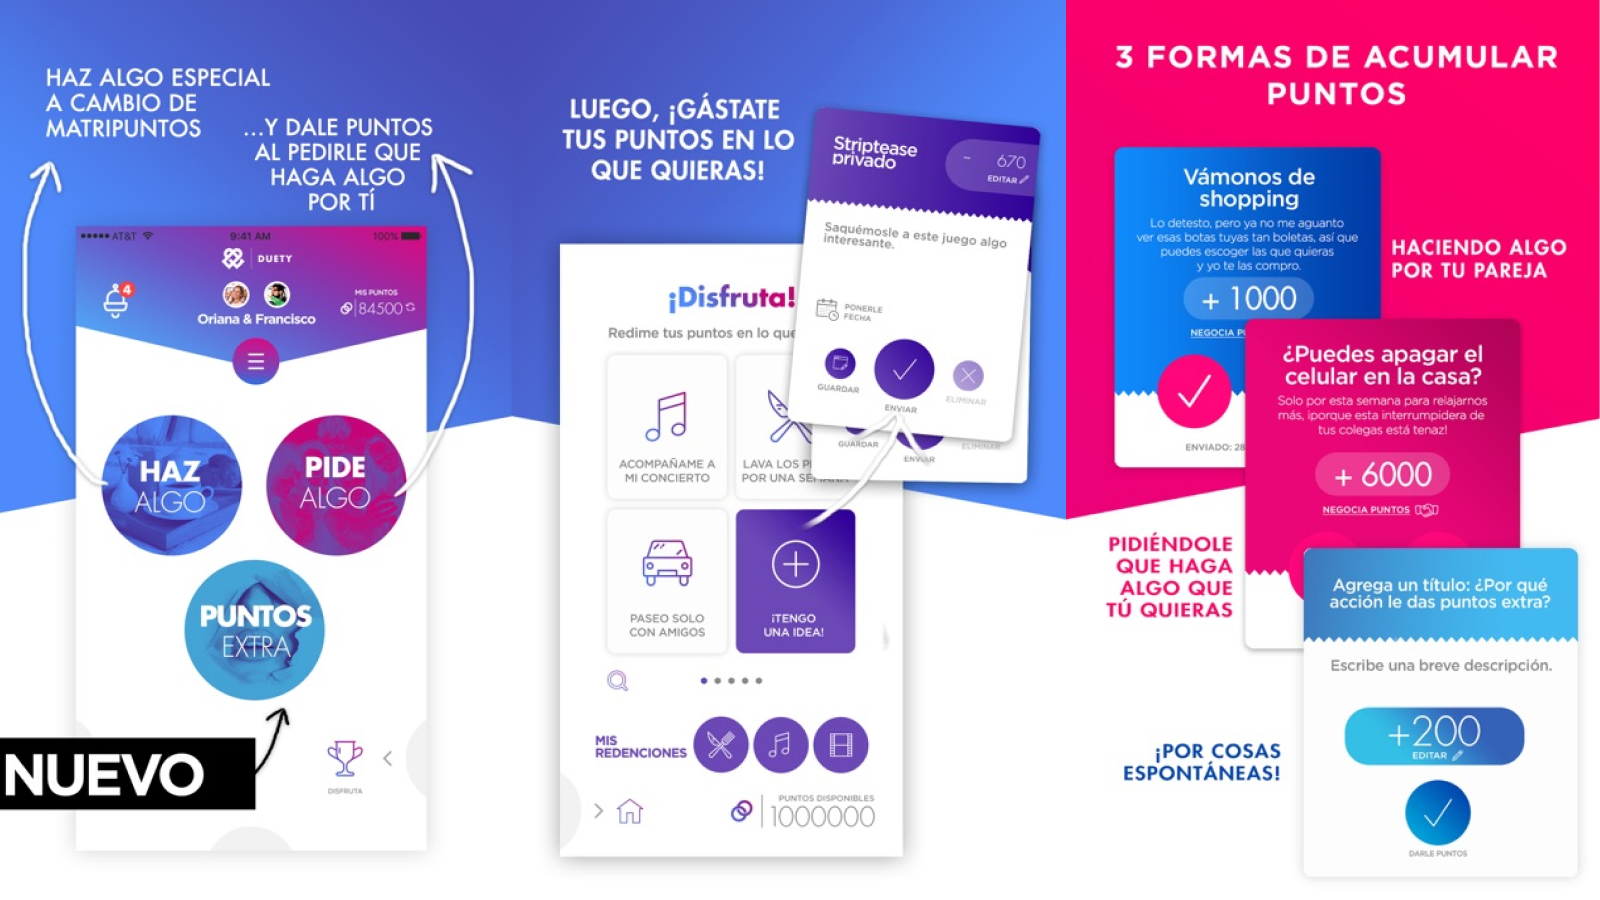 HAZ ALGO ESPECIAL
A CAMBIO DE
MATRIPUNTOS
...Y DALE PUNTOS
AL PEDIRLE QUE
HAGA ALGO
POR TÍ
AT&T
9:41 AM
100%
DUETY
4
Oriana & Francisco
MIS PUNTOS
84500
HAZ
ALGO
PIDE
ALGO
PUNTOS
EXTRA
NUEVO
DISFRUTA
LUEGO, ¡GÁSTATE
TUS PUNTOS EN LO
QUE QUIERAS!
¡Disfruta!
Redime tus puntos en lo que
ACOMPAÑAME A
MI CONCIERTO
LAVA LOS P
POR UNA SEMANA
PASEO SOLO
CON AMIGOS
¡TENGO
UNA IDEA!
MIS
REDENCIONES
PUNTOS DISPONIBLES
1000000
Striptease
privado
- 670
EDITAR
Saquémosle a este juego algo
interesante.
PONERLE
FECHA
GUARDAR
ENVIAR
ELIMINAR
GUARDAR
ENVIAR
ELIMINAR
3 FORMAS DE ACUMULAR
PUNTOS
Vámonos de
shopping
Lo detesto, pero ya no me aguanto
ver esas botas tuyas tan boletas, así que
puedes escoger las que quieras
y yo te las compro.
+ 1000
NEGOCIA PU
ENVIADO: 28
HACIENDO ALGO
POR TU PAREJA
¿Puedes apagar el
celular en la casa?
Solo por esta semana para relajarnos
más, ¡porque esta interrumpidera de
tus colegas está tenaz!
+ 6000
NEGOCIA PUNTOS
PIDIÉNDOLE
QUE HAGA
ALGO QUE
TÚ QUIERAS
Agrega un título: ¿Por qué
acción le das puntos extra?
Escribe una breve descripción.
+200
EDITAR
DARLE PUNTOS
¡POR COSAS
ESPONTÁNEAS!